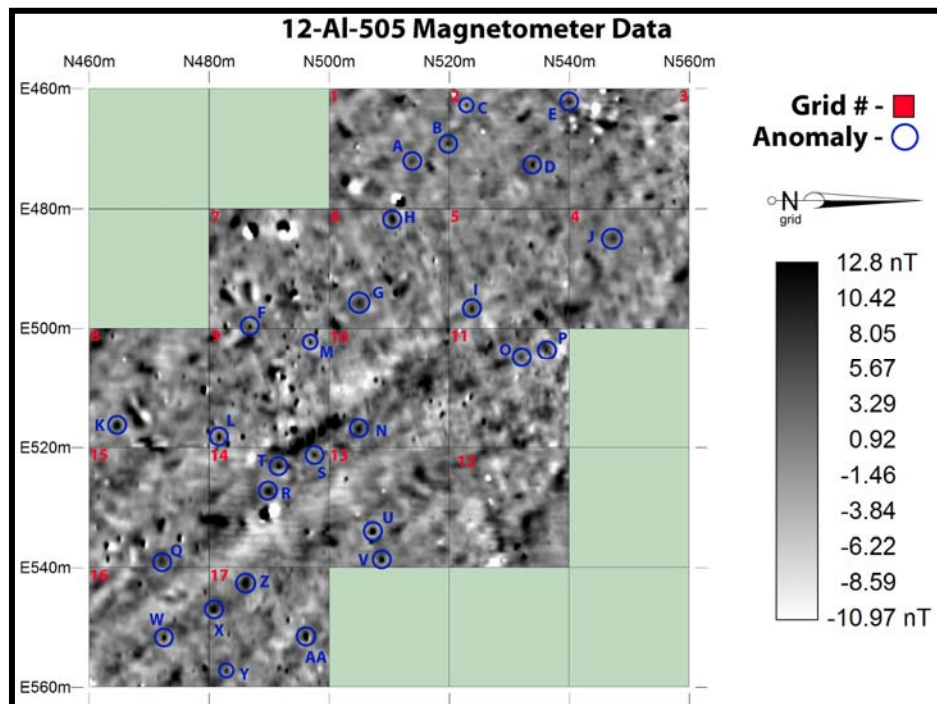 12-Al-505 Magnetometer Data
N460m N480m N500m N520m N540m N560m
E460m
E480m
E500m
E520m
E540m
E560m
1 2 3
C E
B
A D
7 6 5 4
H
J
G I
F
8 9 10 11
M O P
K L N
15 14 13 12
T S
R
U
Q V
16 17
Z
W X
Y AA
Grid # -
Anomaly -
N
grid
12.8 nT
10.42
8.05
5.67
3.29
0.92
-1.46
-3.84
-6.22
-8.59
-10.97 nT